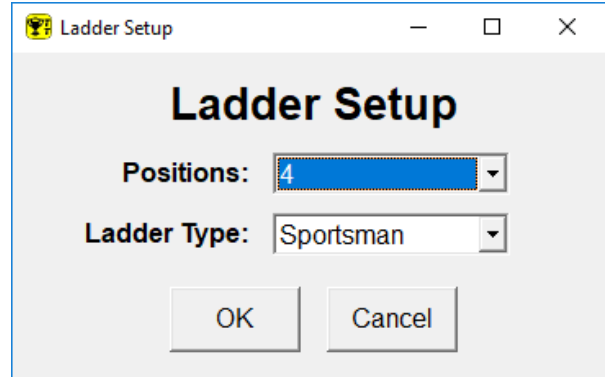 Ladder Setup
Ladder Setup
Positions: 4
Ladder Type: Sportsman
OK Cancel